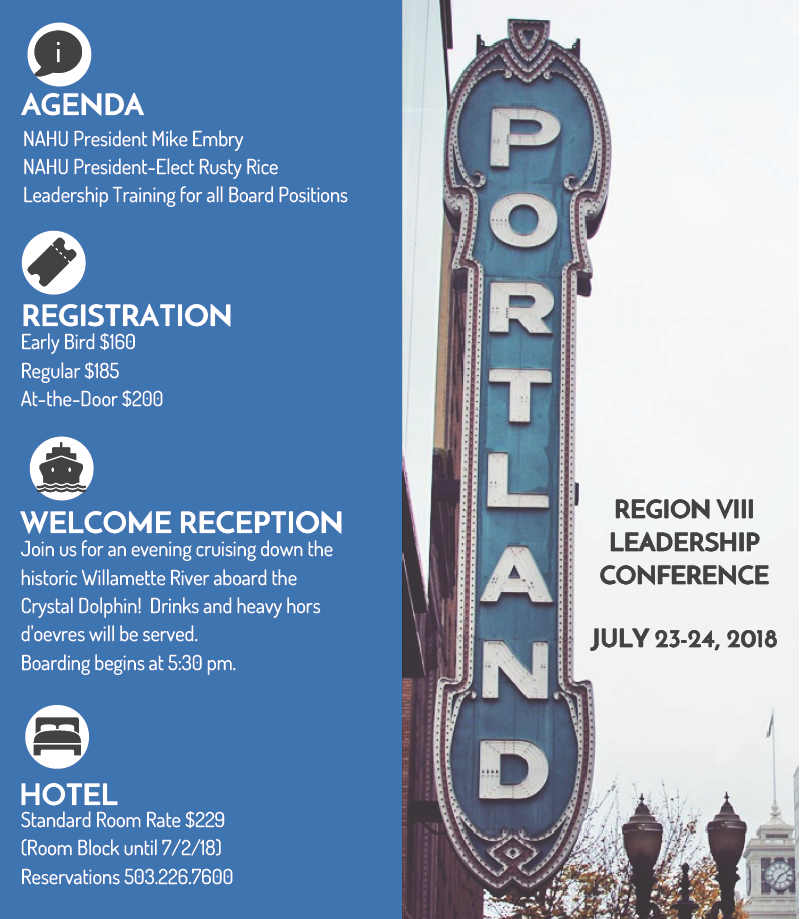 i
AGENDA
NAHU President Mike Embry
NAHU President-Elect Rusty Rice
Leadership Training for all Board Positions
REGISTRATION
Early Bird $160
Regular $185
At-the-Door $200
WELCOME RECEPTION
Join us for an evening cruising down the
historic Willamette River aboard the
Crystal Dolphin! Drinks and heavy hors
d'oevres will be served.
Boarding begins at 5:30 pm.
HOTEL
Standard Room Rate $229
(Room Block until 7/2/18)
Reservations 503.226.7600
PORTLAND
REGION VIII
LEADERSHIP
CONFERENCE
JULY 23-24, 2018